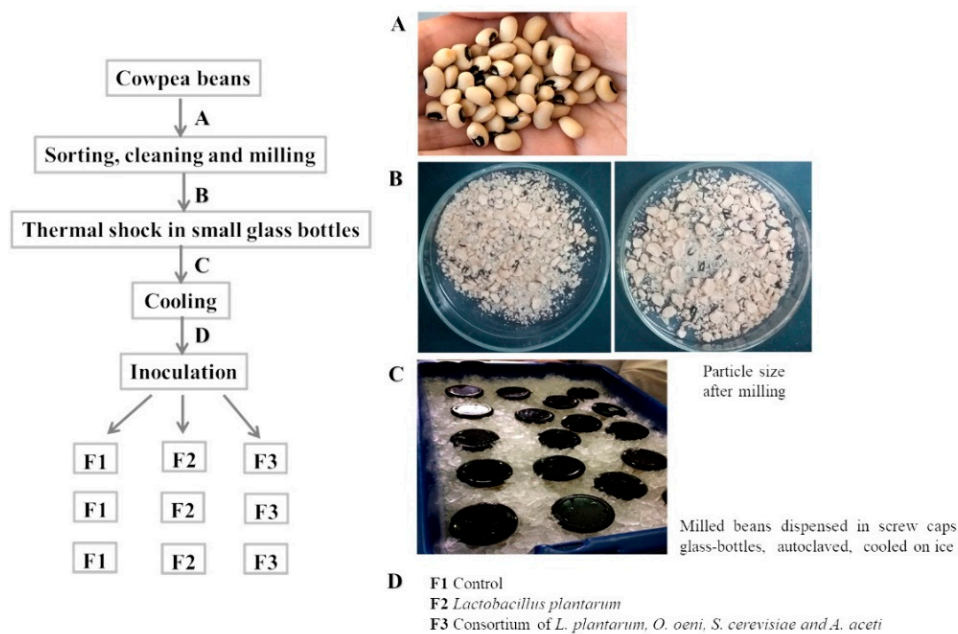 Cowpea beans
A
Sorting, cleaning and milling
B
Thermal shock in small glass bottles
C
Cooling
D
Inoculation
F1 F2 F3
F1 F2 F3
F1 F2 F3
A
B
Particle size
after milling
C
Milled beans dispensed in screw caps
glass-bottles, autoclaved, cooled on ice
D
F1 Control
F2 Lactobacillus plantarum
F3 Consortium of L. plantarum, O. oeni, S. cerevisiae and A. aceti